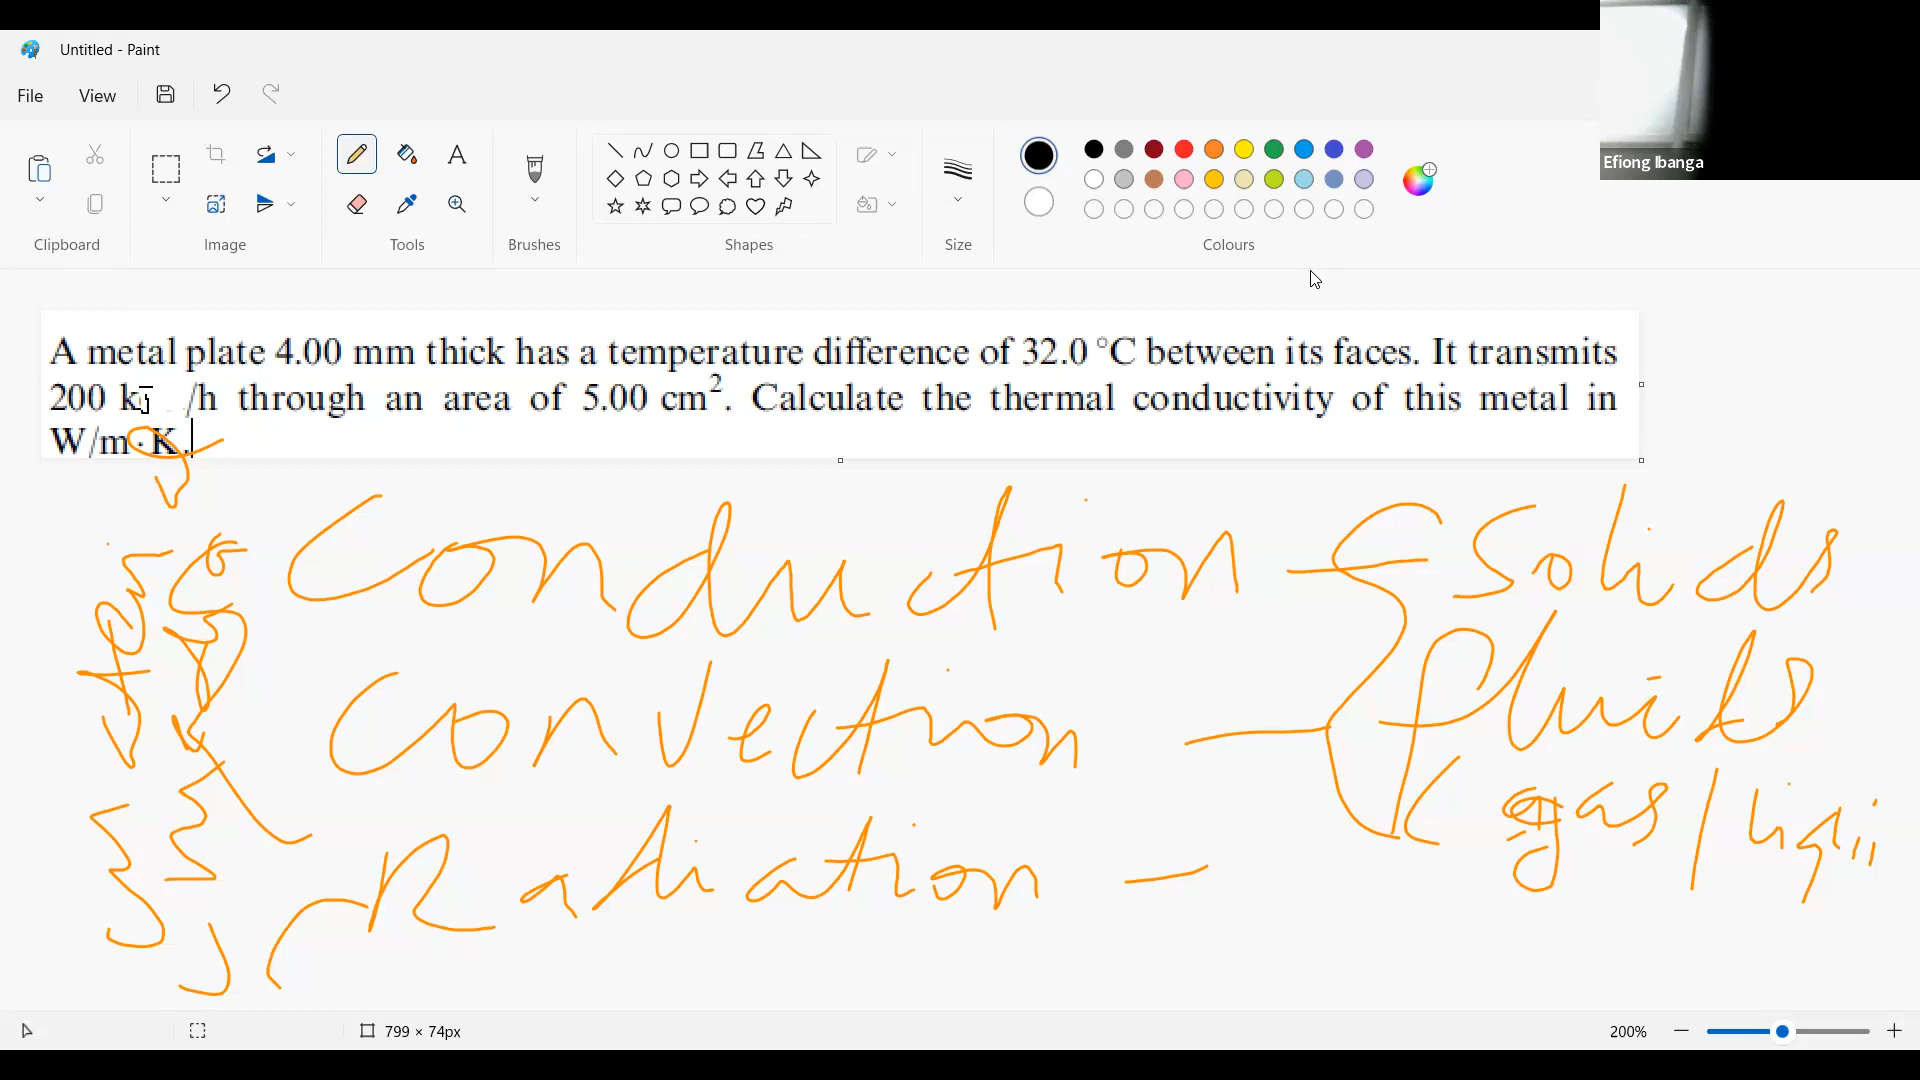 Untitled - Paint
File View
Efiong Ibanga
Clipboard Image Tools Brushes Shapes Size Colours
A metal plate 4.00 mm thick has a temperature difference of 32.0 °C between its faces. It transmits
200 /h through an area of 5.00 cm². Calculate the thermal conductivity of this metal in
W/m·K.
Conduction — Solids
Convection — fluids
gas/
Radiation —
799 × 74px 200%